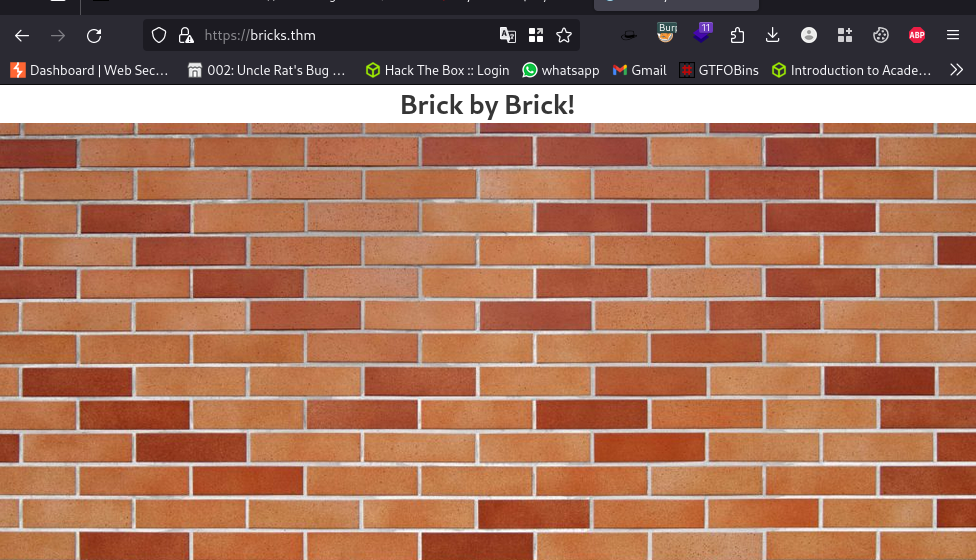 https://bricks.thm
Burp
11
ABP
Dashboard | Web Sec…
002: Uncle Rat's Bug …
Hack The Box :: Login
whatsapp
Gmail
GTFOBins
Introduction to Acade…
Brick by Brick!